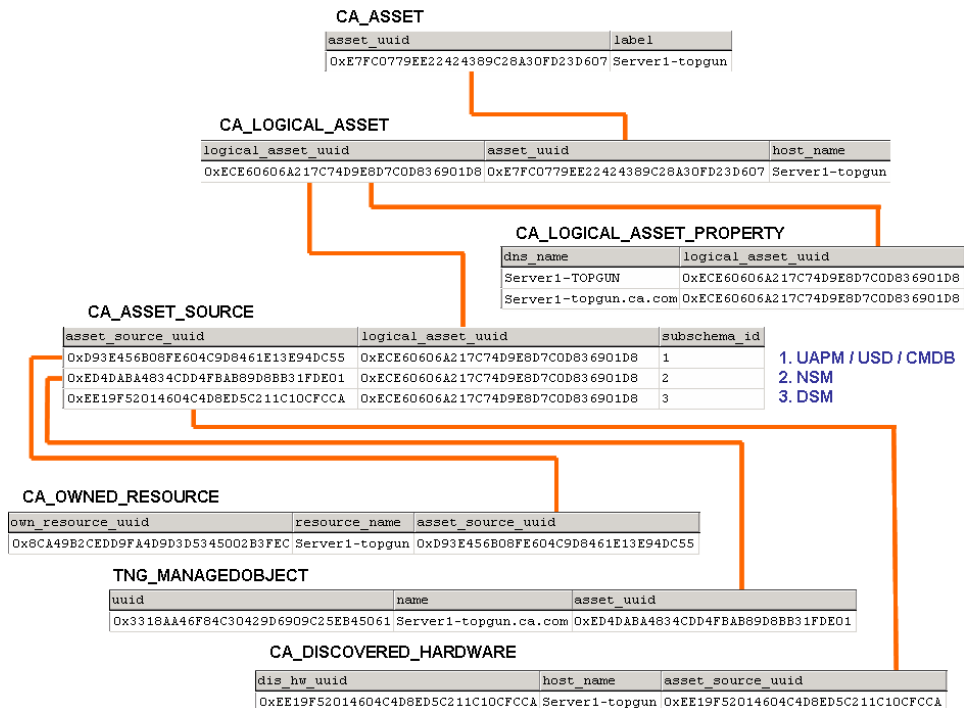 CA_ASSET
asset_uuid label
0xE7FC0779EE22424389C28A30FD23D607 Server1-topgun
CA_LOGICAL_ASSET
logical_asset_uuid asset_uuid host_name
0xECE60606A217C74D9E8D7C0D836901D8 0xE7FC0779EE22424389C28A30FD23D607 Server1-topgun
CA_LOGICAL_ASSET_PROPERTY
dns_name logical_asset_uuid
Server1-TOPGUN 0xECE60606A217C74D9E8D7C0D836901D8
Server1-topgun.ca.com 0xECE60606A217C74D9E8D7C0D836901D8
CA_ASSET_SOURCE
asset_source_uuid logical_asset_uuid subschema_id
0xD93E456B08FE604C9D8461E13E94DC55 0xECE60606A217C74D9E8D7C0D836901D8 1
0xED4DABA4834CDD4FBAB89D8BB31FDE01 0xECE60606A217C74D9E8D7C0D836901D8 2
0xEE19F52014604C4D8ED5C211C10CFCCA 0xECE60606A217C74D9E8D7C0D836901D8 3
1. UAPM / USD / CMDB
2. NSM
3. DSM
CA_OWNED_RESOURCE
own_resource_uuid resource_name asset_source_uuid
0x8CA49B2CEDD9FA4D9D3D5345002B3FEC Server1-topgun 0xD93E456B08FE604C9D8461E13E94DC55
TNG_MANAGEDOBJECT
uuid name asset_uuid
0x3318AA46F84C30429D6909C25EB45061 Server1-topgun.ca.com 0xED4DABA4834CDD4FBAB89D8BB31FDE01
CA_DISCOVERED_HARDWARE
dis_hw_uuid host_name asset_source_uuid
0xEE19F52014604C4D8ED5C211C10CFCCA Server1-topgun 0xEE19F52014604C4D8ED5C211C10CFCCA